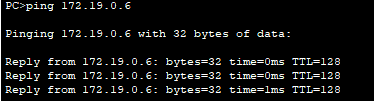 PC>ping 172.19.0.6
Pinging 172.19.0.6 with 32 bytes of data:
Reply from 172.19.0.6: bytes=32 time=0ms TTL=128
Reply from 172.19.0.6: bytes=32 time=0ms TTL=128
Reply from 172.19.0.6: bytes=32 time=1ms TTL=128